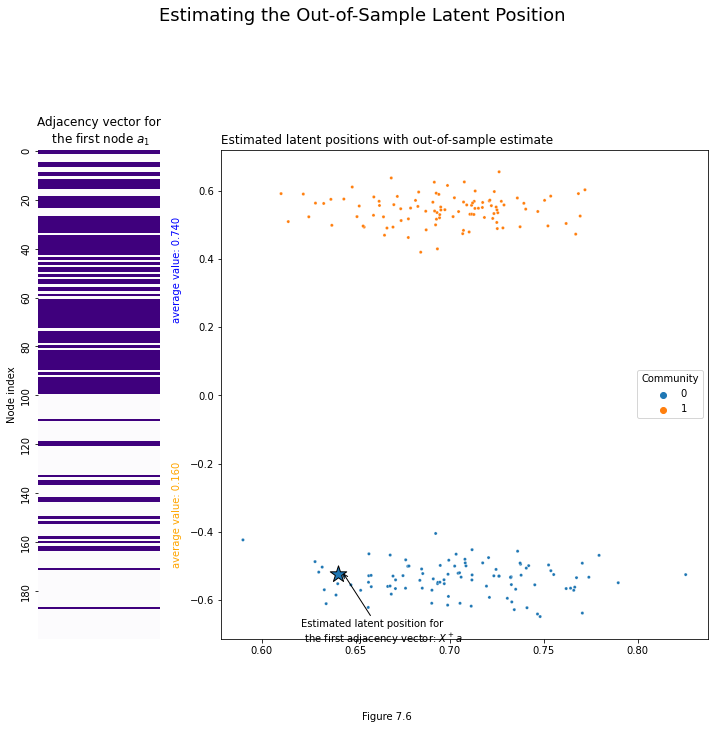 Estimating the Out-of-Sample Latent Position
Adjacency vector for
the first node a₁
Node index
0
20
40
60
80
100
120
140
160
180
average value: 0.740
average value: 0.160
Estimated latent positions with out-of-sample estimate
0.6
0.4
0.2
0.0
−0.2
−0.4
−0.6
0.60
0.65
0.70
0.75
0.80
Community
0
1
Estimated latent position for
the first adjacency vector: X₁⁺a
Figure 7.6